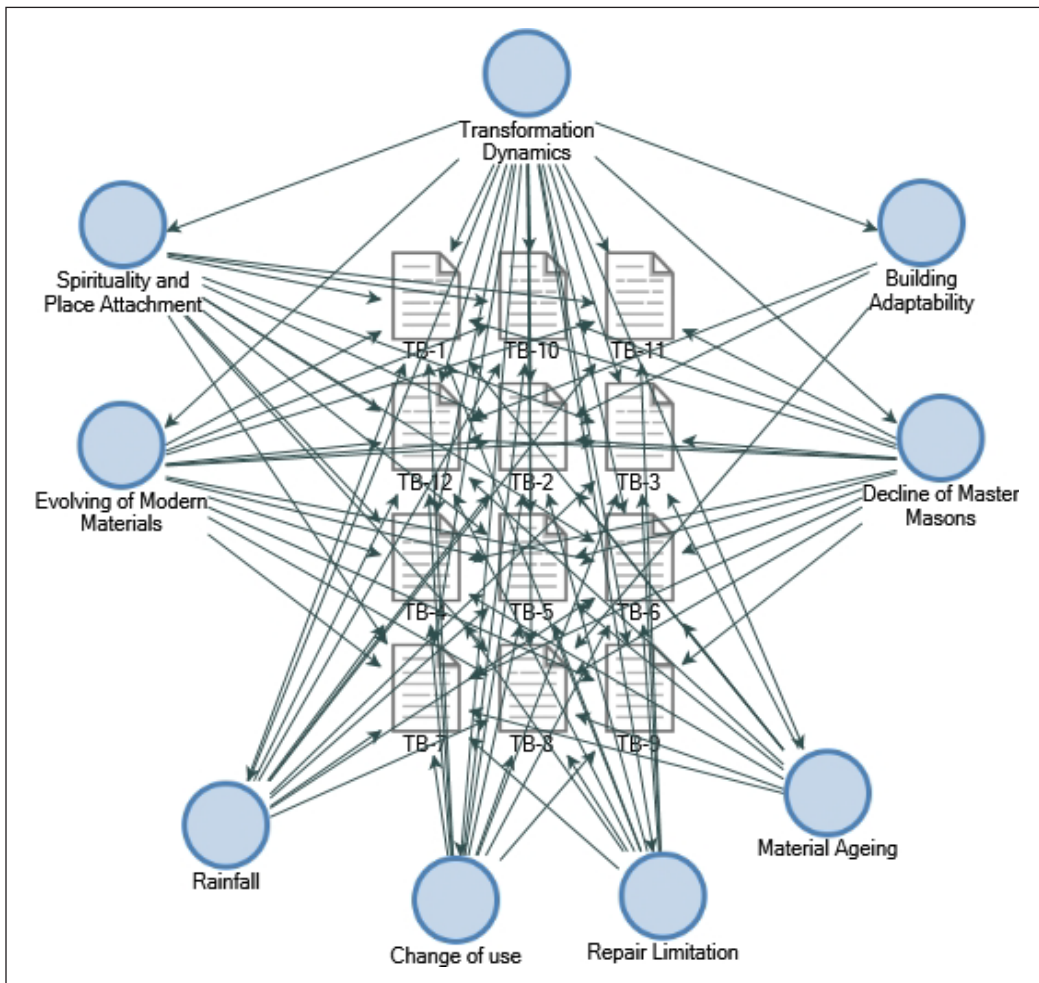 Transformation
Dynamics
Spirituality and
Place Attachment
Building
Adaptability
TB-1
TB-10
TB-11
Evolving of Modern
Materials
TB-12
TB-2
TB-3
Decline of Master
Masons
TB-4
TB-5
TB-6
TB-7
TB-8
TB-9
Rainfall
Material Ageing
Change of use
Repair Limitation